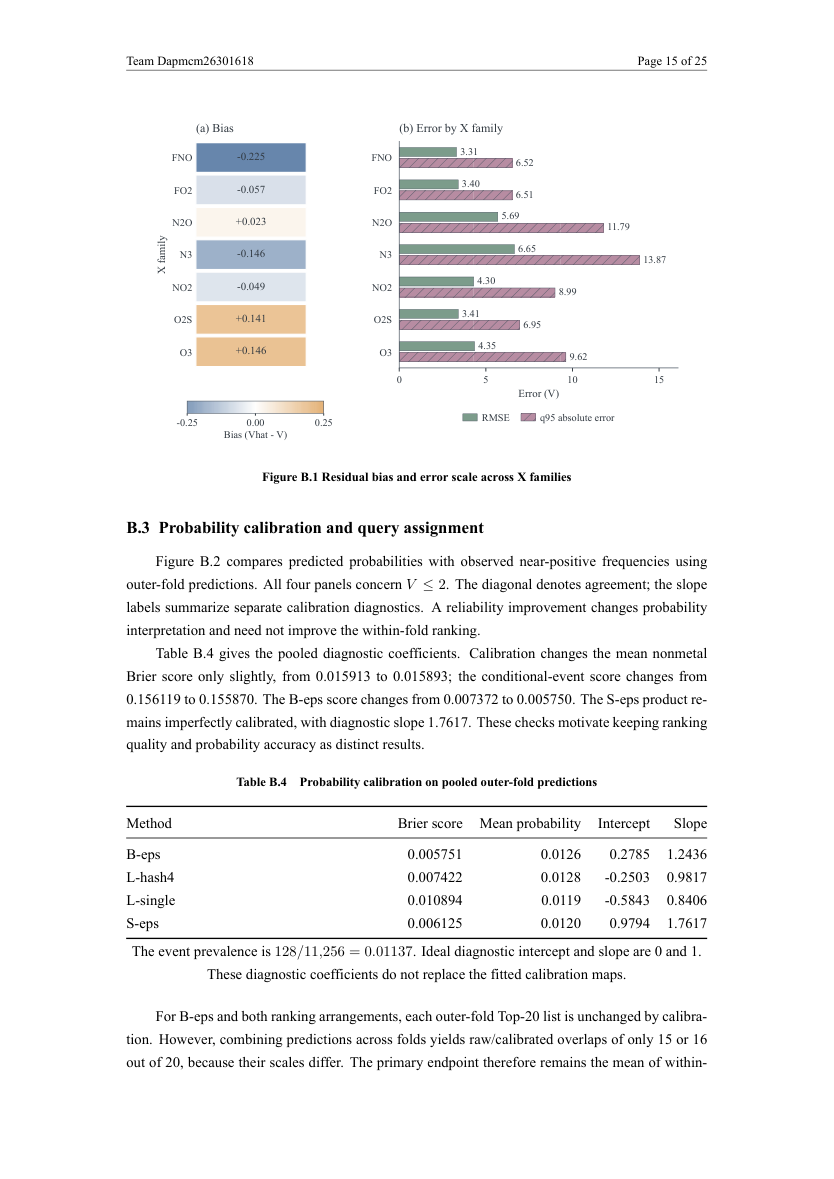 Team Dapmcm26301618 Page 15 of 25
(a) Bias
X family
FNO -0.225
FO2 -0.057
N2O +0.023
N3 -0.146
NO2 -0.049
O2S +0.141
O3 +0.146
-0.25 0.00 0.25
Bias (Vhat - V)
(b) Error by X family
FNO 3.31 6.52
FO2 3.40 6.51
N2O 5.69 11.79
N3 6.65 13.87
NO2 4.30 8.99
O2S 3.41 6.95
O3 4.35 9.62
0 5 10 15
Error (V)
RMSE q95 absolute error
Figure B.1 Residual bias and error scale across X families
B.3 Probability calibration and query assignment
Figure B.2 compares predicted probabilities with observed near-positive frequencies using
outer-fold predictions. All four panels concern V ≤ 2. The diagonal denotes agreement; the slope
labels summarize separate calibration diagnostics. A reliability improvement changes probability
interpretation and need not improve the within-fold ranking.
Table B.4 gives the pooled diagnostic coefficients. Calibration changes the mean nonmetal
Brier score only slightly, from 0.015913 to 0.015893; the conditional-event score changes from
0.156119 to 0.155870. The B-eps score changes from 0.007372 to 0.005750. The S-eps product re-
mains imperfectly calibrated, with diagnostic slope 1.7617. These checks motivate keeping ranking
quality and probability accuracy as distinct results.
Table B.4 Probability calibration on pooled outer-fold predictions
Method Brier score Mean probability Intercept Slope
B-eps 0.005751 0.0126 0.2785 1.2436
L-hash4 0.007422 0.0128 -0.2503 0.9817
L-single 0.010894 0.0119 -0.5843 0.8406
S-eps 0.006125 0.0120 0.9794 1.7617
The event prevalence is 128/11,256 = 0.01137. Ideal diagnostic intercept and slope are 0 and 1.
These diagnostic coefficients do not replace the fitted calibration maps.
For B-eps and both ranking arrangements, each outer-fold Top-20 list is unchanged by calibra-
tion. However, combining predictions across folds yields raw/calibrated overlaps of only 15 or 16
out of 20, because their scales differ. The primary endpoint therefore remains the mean of within-